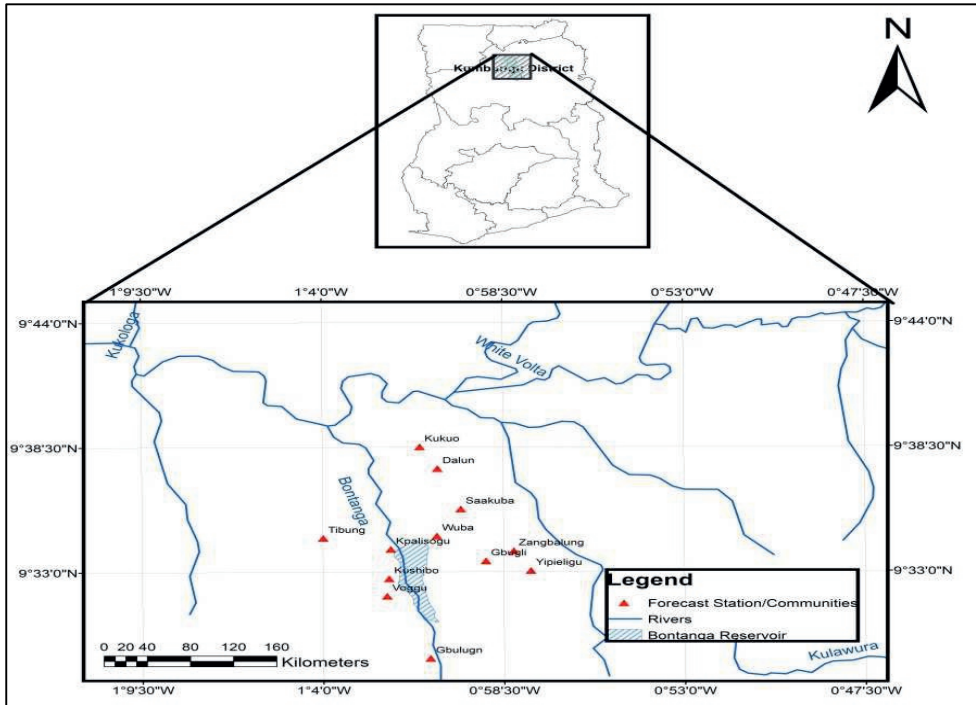 N
Kumbungu District
1°9'30"W 1°4'0"W 0°58'30"W 0°53'0"W 0°47'30"W
9°44'0"N 9°44'0"N
Kukologa
White Volta
9°38'30"N 9°38'30"N
Kukuo
Dalun
Bontanga
Saakuba
Tibung
Wuba
Kpalisogu
Zangbalung
Gbugli
Yipieligu
9°33'0"N 9°33'0"N
Kushibo
Voggu
Legend
Forecast Station/Communities
Rivers
Bontanga Reservoir
Gbulugn
Kulawura
0 20 40 80 120 160
Kilometers
1°9'30"W 1°4'0"W 0°58'30"W 0°53'0"W 0°47'30"W